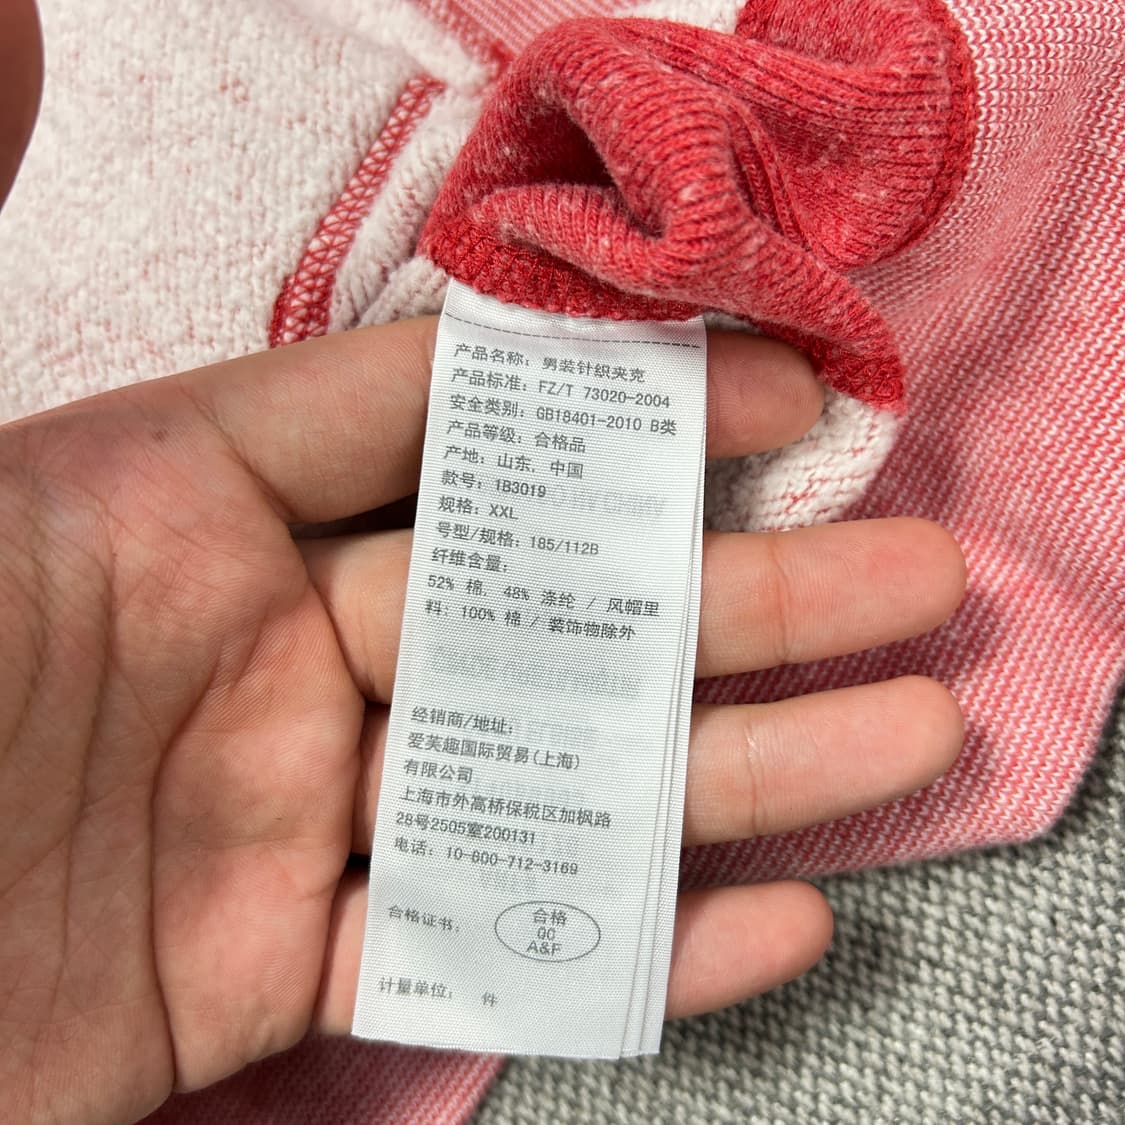 产品名称：男装针织夹克
产品标准：FZ/T 73020-2004
安全类别：GB18401-2010 B类
产品等级：合格品
产地：山东，中国
款号：1B3019
规格：XXL
号型/规格：185/112B
纤维含量：
52% 棉，48% 涤纶 / 风帽里
料：100% 棉 / 装饰物除外
经销商/地址：
爱芙趣国际贸易(上海)
有限公司
上海市外高桥保税区加枫路
28号2505室200131
电话：10-800-712-3169
合格证书：
合格
00
A&F
计量单位： 件